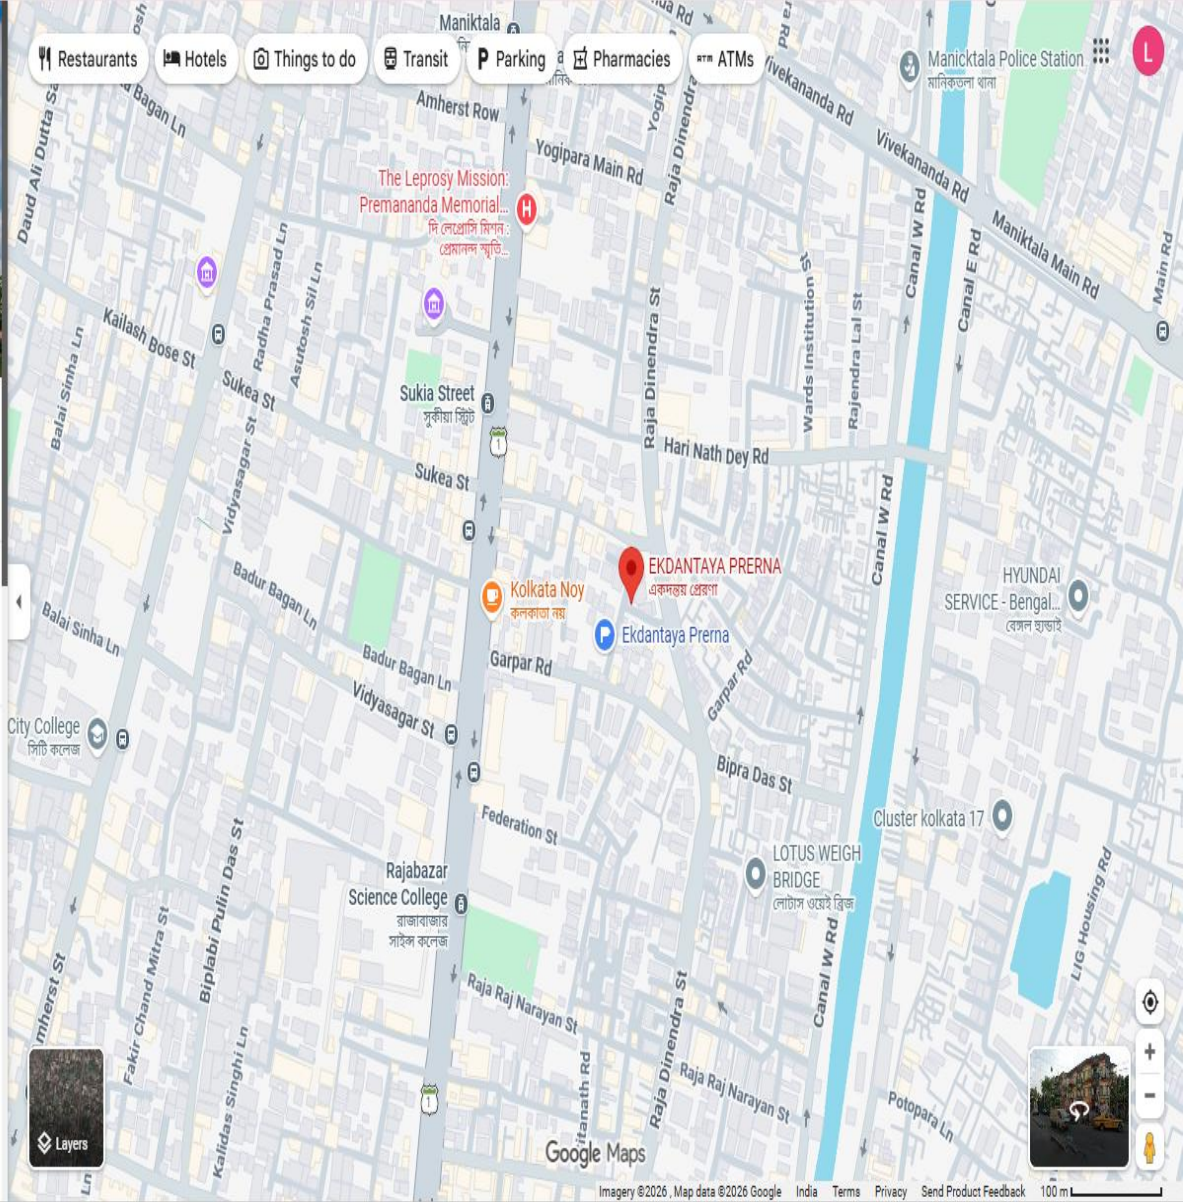 Restaurants
Hotels
Things to do
Transit
Parking
Pharmacies
ATMs
L
Maniktala
Vivekananda Rd
Manicktala Police Station
মানিকতলা থানা
Vivekananda Rd
Amherst Row
Yogipara Main Rd
Raja Dinendra
Daud Ali Dutta
Bagan Ln
The Leprosy Mission:
Premananda Memorial...
দি লেপ্রোসি মিশন :
প্রেমানন্দ স্মৃতি...
Canal W Rd
Canal E Rd
Maniktala Main Rd
Main Rd
Radha Prasad Ln
Asutosh Sil Ln
Kailash Bose St
Balai Sinha Ln
Sukea St
Sukia Street
সুকীয়া স্ট্রিট
1
Raja Dinendra St
Wards Institution St
Rajendra Lal St
Hari Nath Dey Rd
Vidyasagar St
Sukea St
Canal W Rd
EKDANTAYA PRERNA
একদন্তয় প্রেরণা
Kolkata Noy
কলকাতা নয়
Ekdantaya Prerna
HYUNDAI
SERVICE - Bengal...
বেঙ্গল হুন্ডাই
Badur Bagan Ln
Balai Sinha Ln
Badur Bagan Ln
Garpar Rd
Garpar Rd
Vidyasagar St
City College
সিটি কলেজ
Bipra Das St
Federation St
Cluster kolkata 17
LOTUS WEIGH
BRIDGE
লোটাস ওয়েই ব্রিজ
Rajabazar
Science College
রাজাবাজার
সাইন্স কলেজ
Biplabi Pulin Das St
Fakir Chand Mitra St
mherst St
Canal W Rd
LIG Housing Rd
Raja Raj Narayan St
Raja Dinendra St
Kalidas Singhi Ln
Raja Raj Narayan St
itanath Rd
Potopara Ln
1
Layers
Google Maps
Imagery ©2026 , Map data ©2026 Google India Terms Privacy Send Product Feedback 100 m